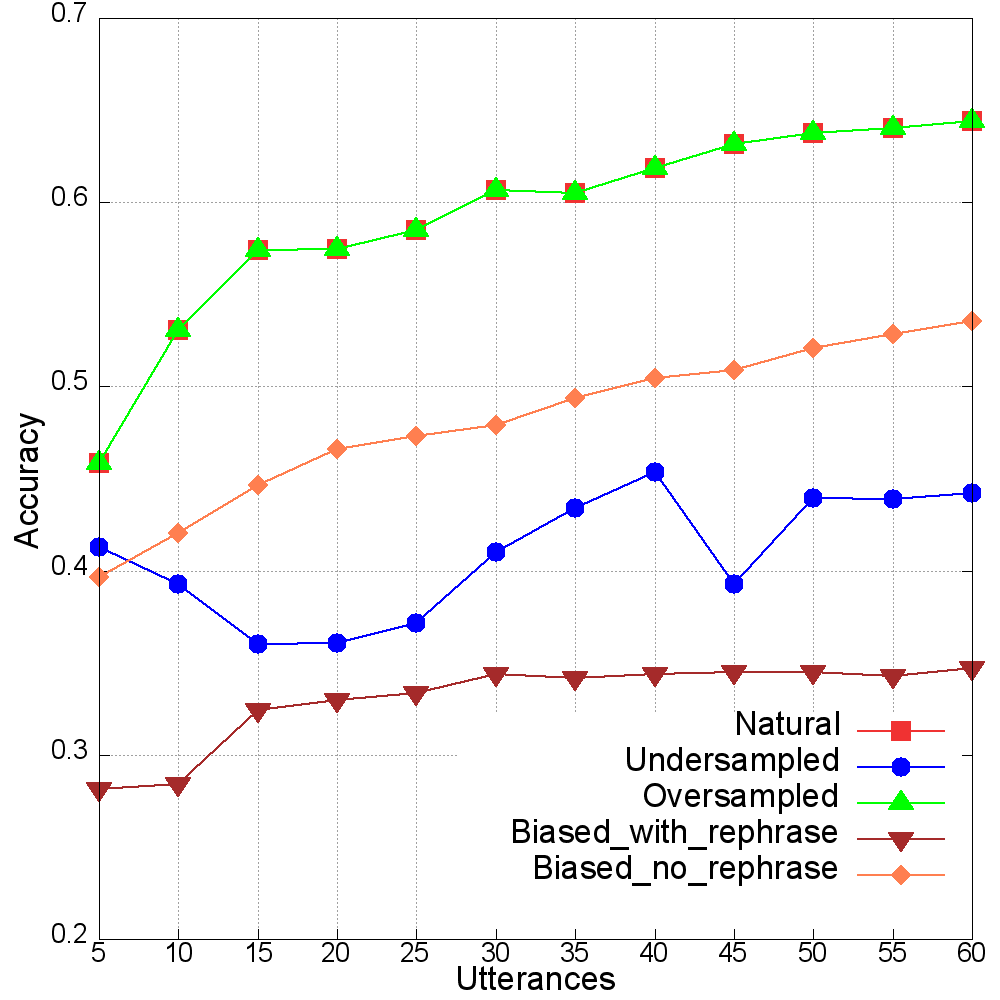 0.7
0.6
0.5
0.4
0.3
0.2
Accuracy
Natural
Undersampled
Oversampled
Biased_with_rephrase
Biased_no_rephrase
5 10 15 20 25 30 35 40 45 50 55 60
Utterances